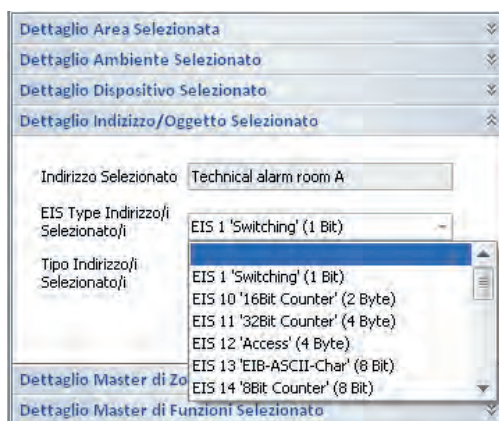 Dettaglio Area Selezionata
Dettaglio Ambiente Selezionato
Dettaglio Dispositivo Selezionato
Dettaglio Indizizzo/Oggetto Selezionato
Indirizzo Selezionato Technical alarm room A
EIS Type Indirizzo/i
Selezionato/i
EIS 1 'Switching' (1 Bit)
Tipo Indirizzo/i
Selezionato/i
EIS 1 'Switching' (1 Bit)
EIS 10 '16Bit Counter' (2 Byte)
EIS 11 '32Bit Counter' (4 Byte)
EIS 12 'Access' (4 Byte)
EIS 13 'EIB-ASCII-Char' (8 Bit)
EIS 14 '8Bit Counter' (8 Bit)
Dettaglio Master di Zo
Dettaglio Master di Funzioni Selezionato